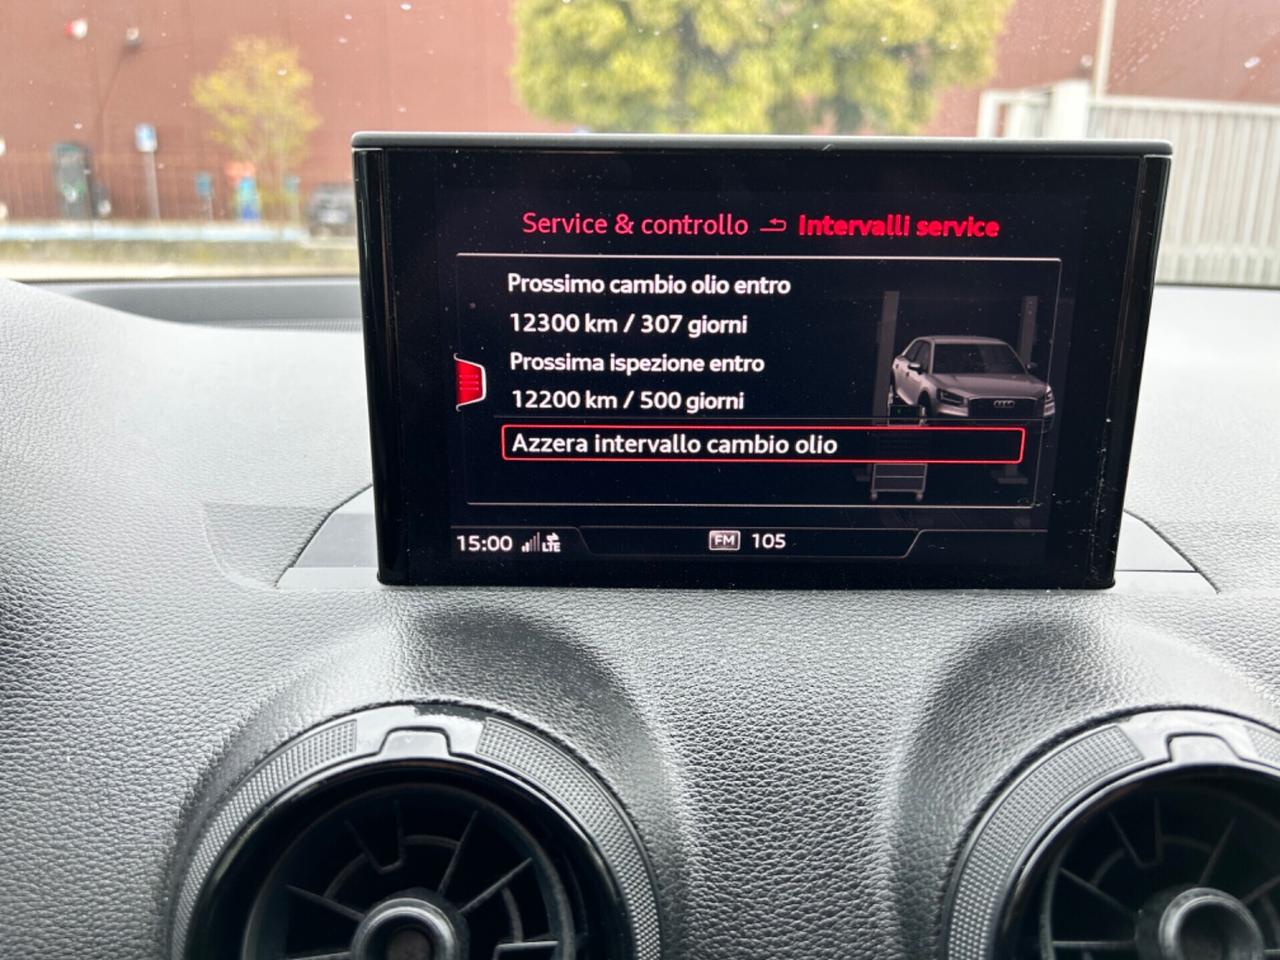 Service & controllo Intervalli service
Prossimo cambio olio entro
12300 km / 307 giorni
Prossima ispezione entro
12200 km / 500 giorni
Azzera intervallo cambio olio
15:00 LTE FM 105